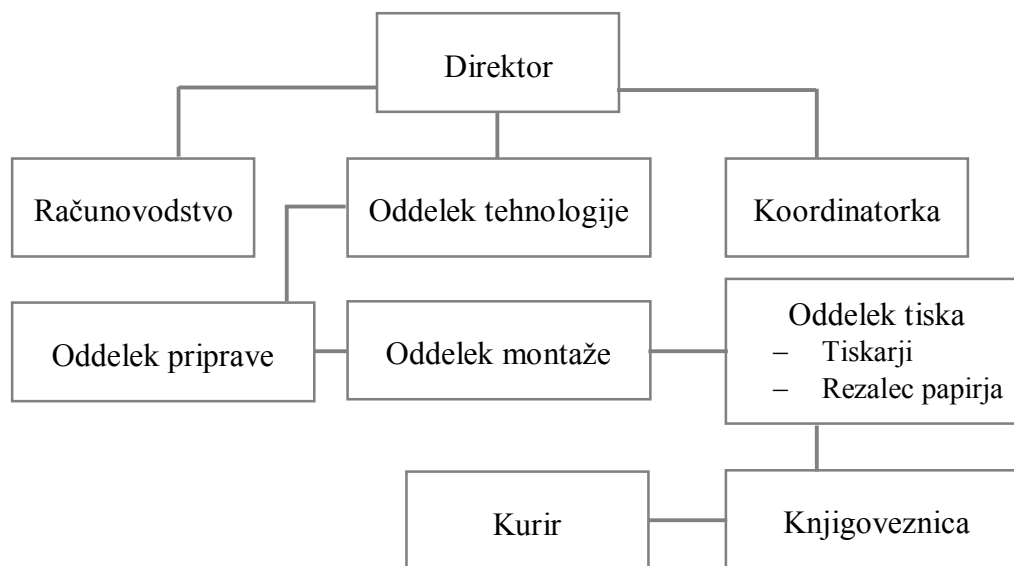 Direktor
Računovodstvo
Oddelek tehnologije
Koordinatorka
Oddelek priprave
Oddelek montaže
Oddelek tiska
– Tiskarji
– Rezalec papirja
Kurir
Knjigoveznica